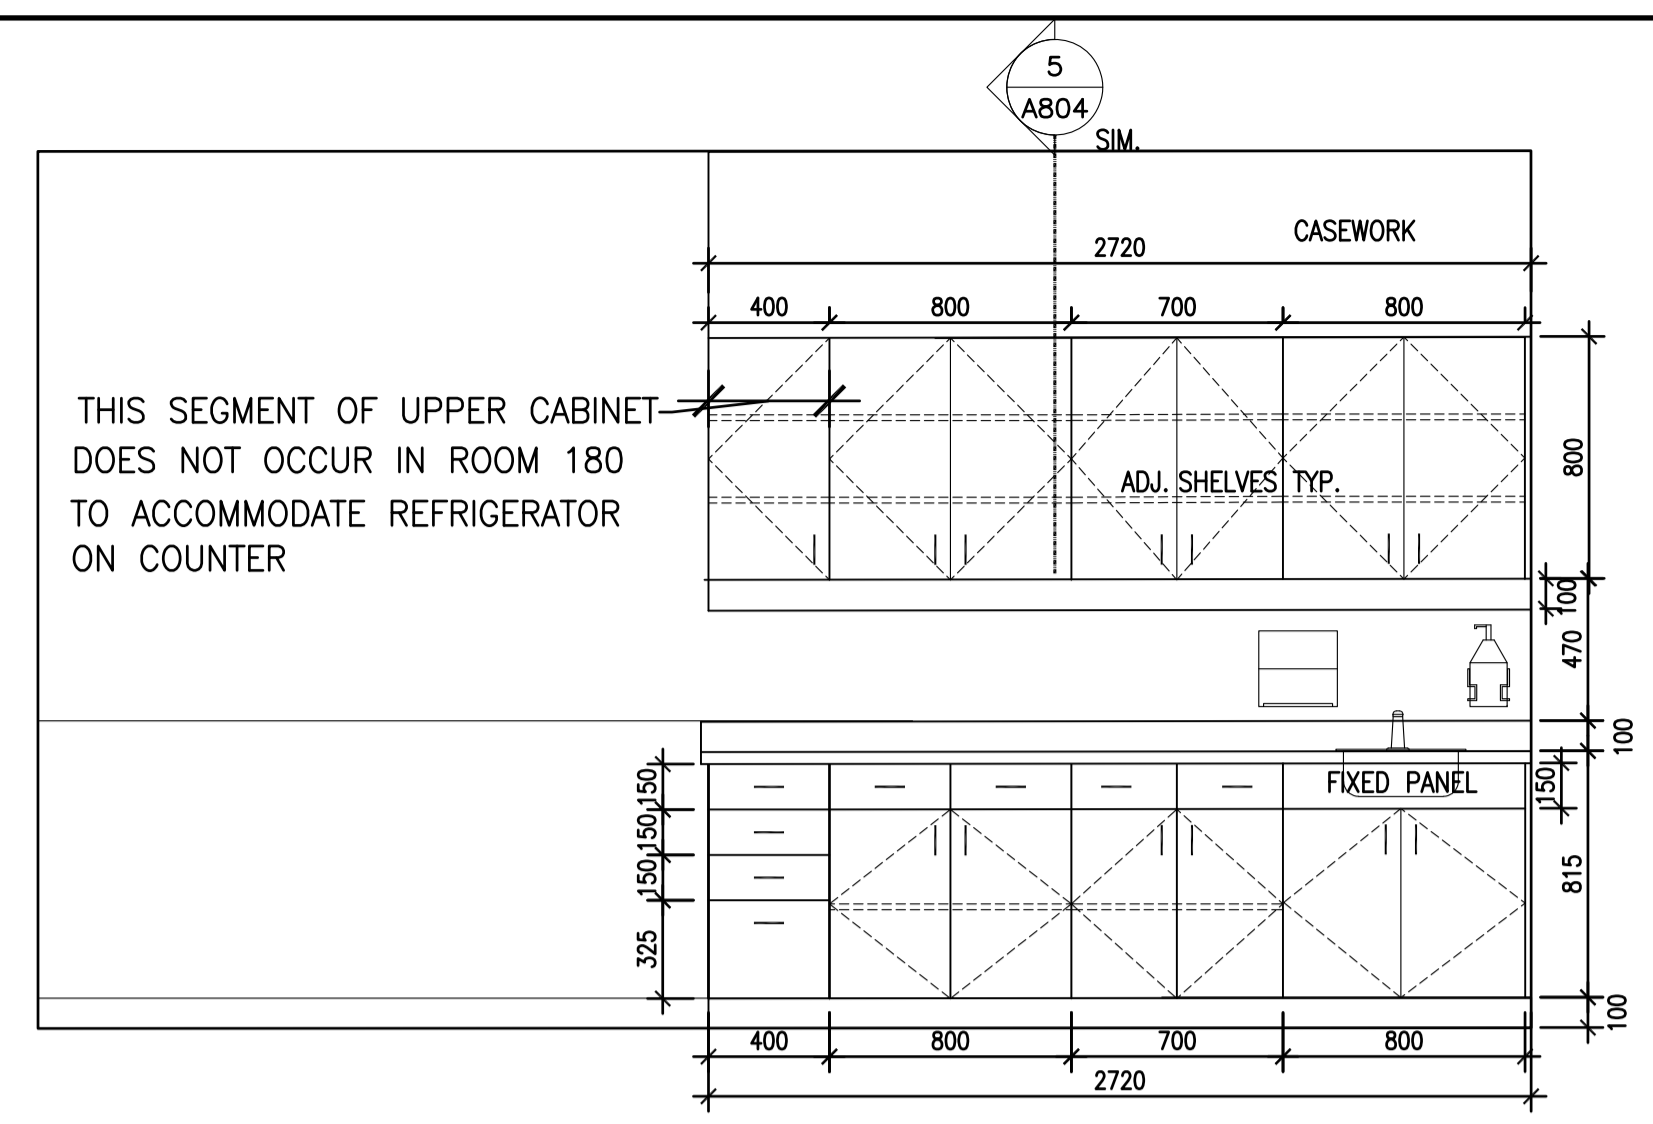 5
A804
SIM.
CASEWORK
2720
400 800 700 800
THIS SEGMENT OF UPPER CABINET
DOES NOT OCCUR IN ROOM 180
TO ACCOMMODATE REFRIGERATOR
ON COUNTER
ADJ. SHELVES TYP.
800
100
470
100
FIXED PANEL
150
150
150
150
325
815
100
400 800 700 800
2720